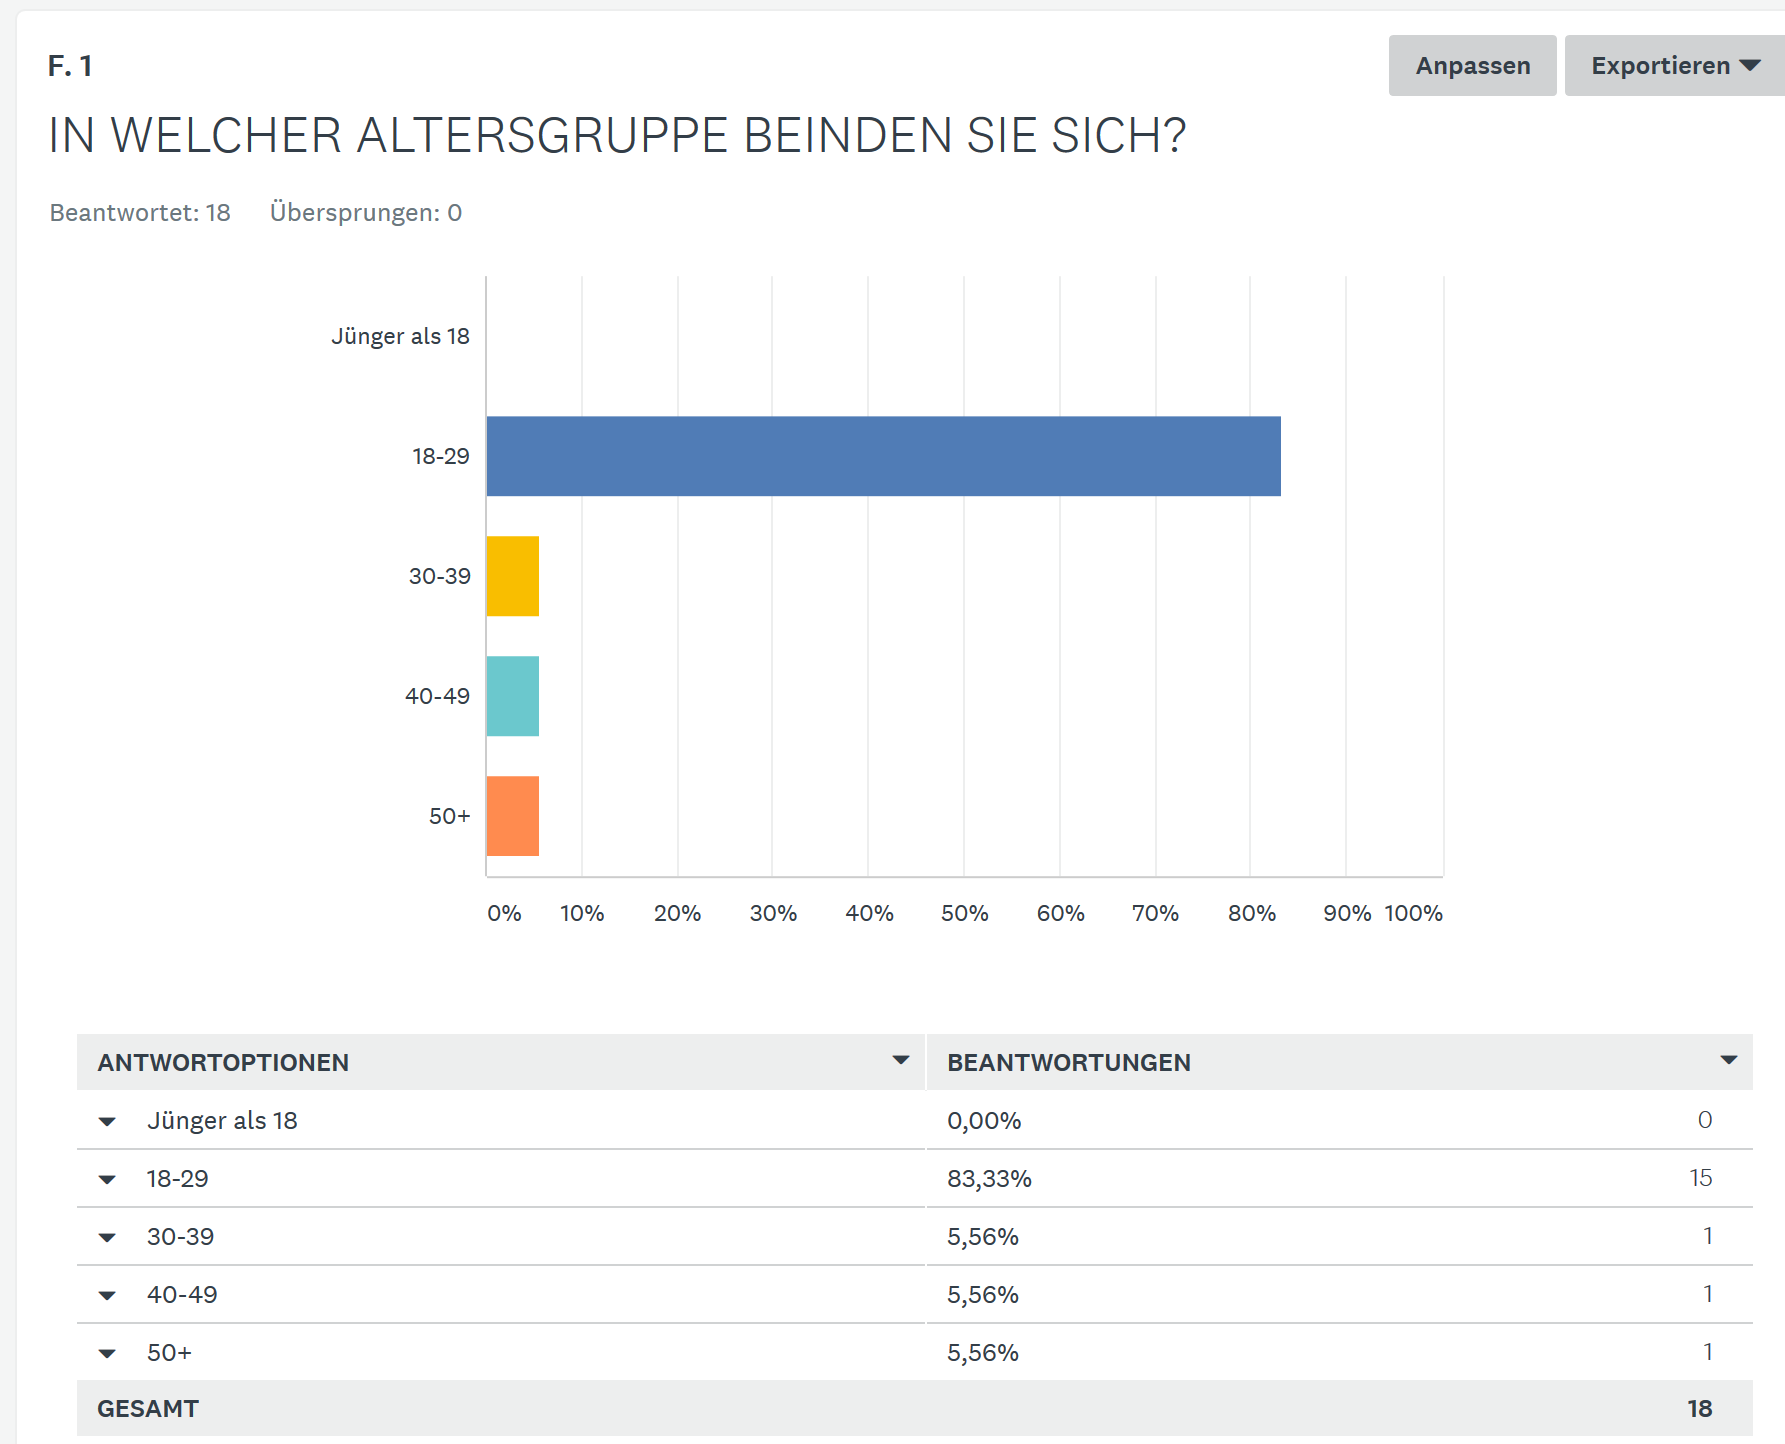 F. 1
Anpassen
Exportieren
IN WELCHER ALTERSGRUPPE BEINDEN SIE SICH?
Beantwortet: 18 Übersprungen: 0
Jünger als 18
18-29
30-39
40-49
50+
0% 10% 20% 30% 40% 50% 60% 70% 80% 90% 100%
ANTWORTOPTIONEN BEANTWORTUNGEN
Jünger als 18 0,00% 0
18-29 83,33% 15
30-39 5,56% 1
40-49 5,56% 1
50+ 5,56% 1
GESAMT 18